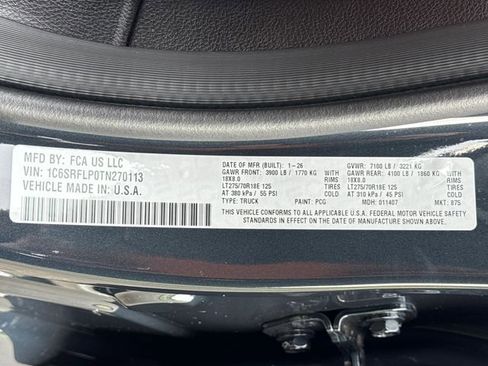 MFD. BY: FCA US LLC
VIN: 1C6SRFLP0TN270113
VEHICLE MADE IN U.S.A.
DATE OF MFR (BUILT): 1-26 GVWR: 7100 LB / 3221 KG
GAWR FRONT: 3900 LB / 1770 KG WITH GAWR REAR: 4100 LB / 1860 KG WITH
18X8.0 RIMS 18X8.0 RIMS
LT275/70R18E 125 TIRES LT275/70R18E 125 TIRES
AT 380 kPa / 55 PSI COLD AT 310 kPa / 45 PSI COLD
THIS VEHICLE CONFORMS TO ALL APPLICABLE U.S.A. FEDERAL MOTOR VEHICLE SAFETY
STANDARDS IN EFFECT ON THE DATE OF MANUFACTURE SHOWN ABOVE.
TYPE: TRUCK PAINT: PCG MDH: 011407 MKT: 875